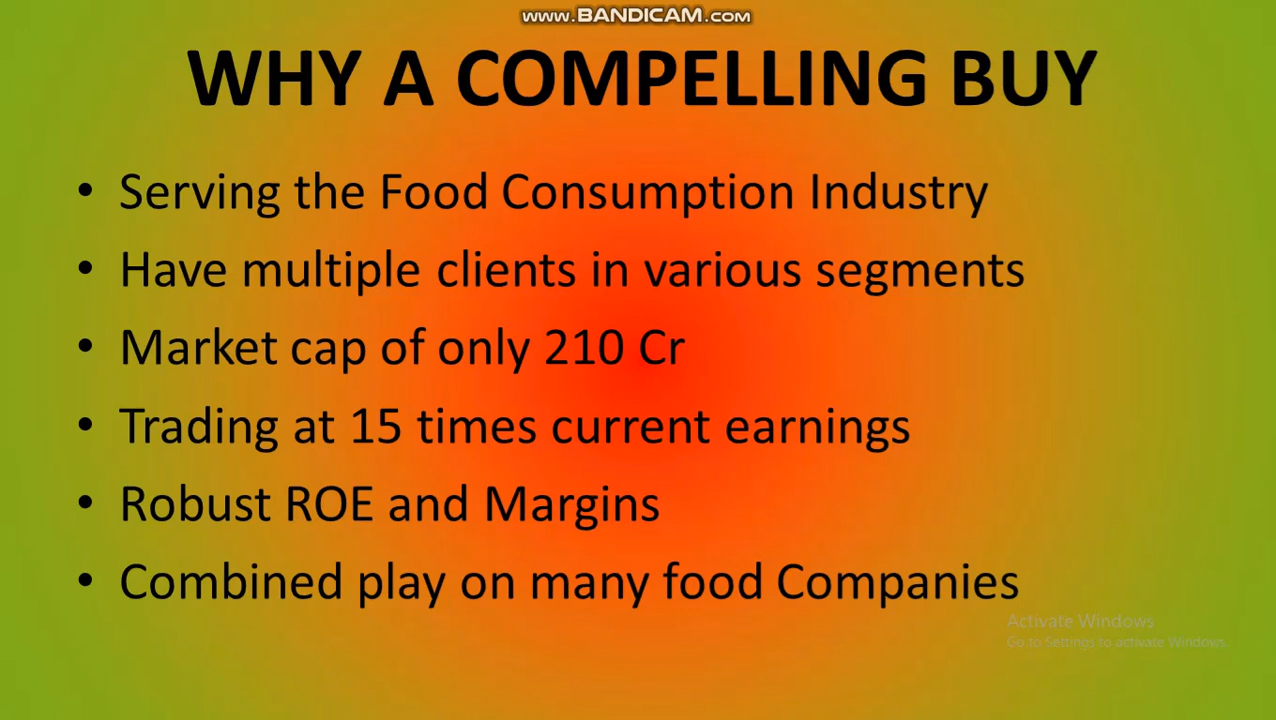 www.BANDICAM.com
WHY A COMPELLING BUY
• Serving the Food Consumption Industry
• Have multiple clients in various segments
• Market cap of only 210 Cr
• Trading at 15 times current earnings
• Robust ROE and Margins
• Combined play on many food Companies
Activate Windows
Go to Settings to activate Windows.